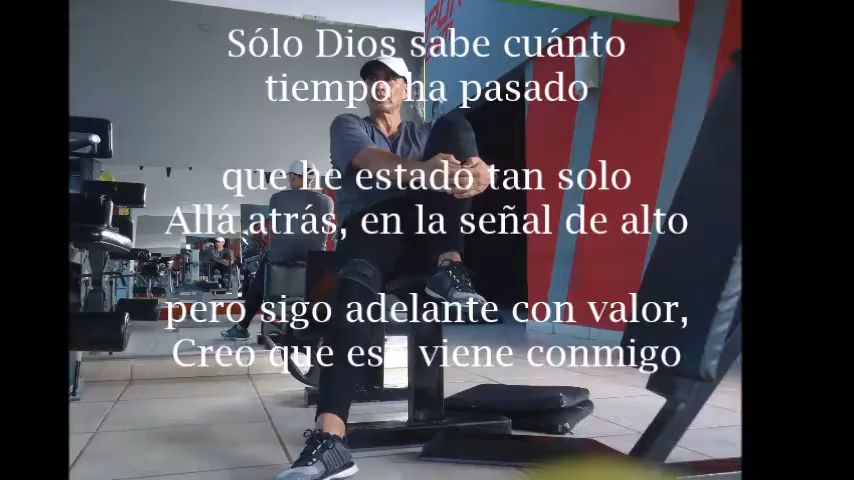 Sólo Dios sabe cuánto
tiempo ha pasado
que he estado tan solo
Allá atrás, en la señal de alto
pero sigo adelante con valor,
Creo que esto viene conmigo